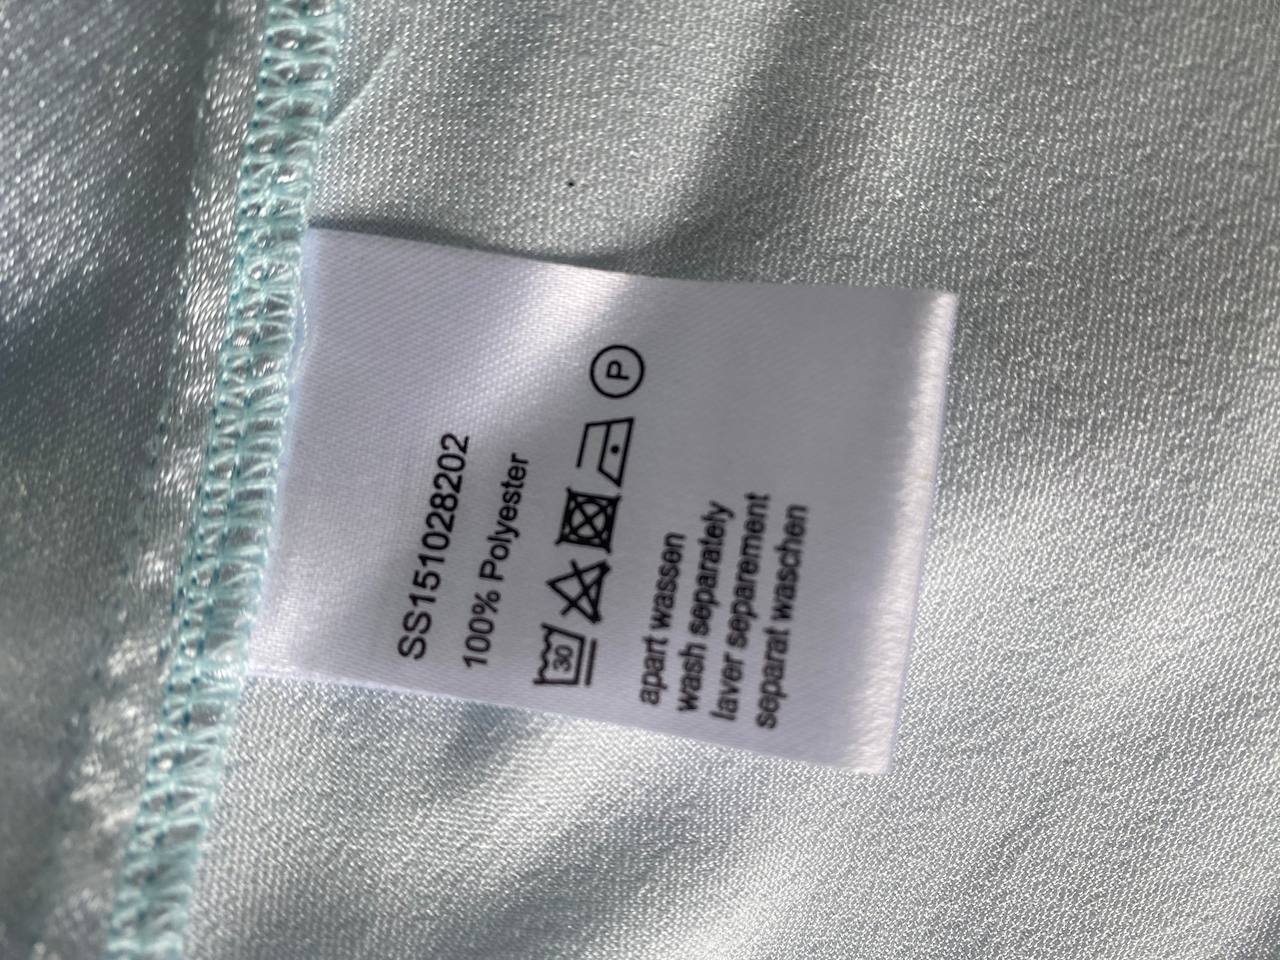 SS151028202
100% Polyester
30 P
apart wassen
wash separately
laver separement
separat waschen